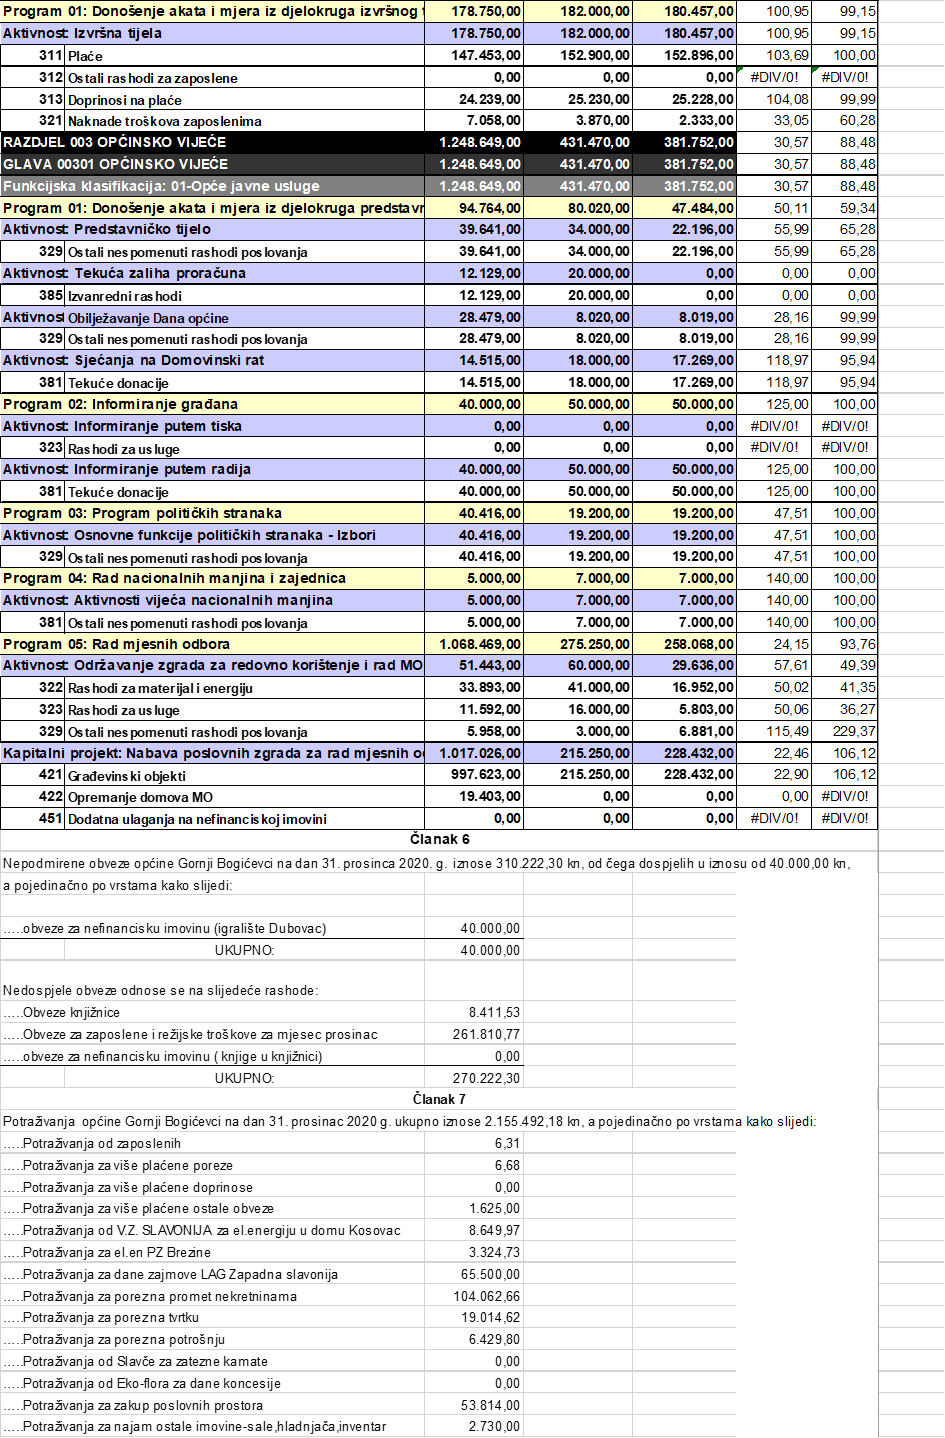 Program 01: Donošenje akata i mjera iz djelokruga izvršnog 178.750,00 182.000,00 180.457,00 100,95 99,15
Aktivnost: Izvršna tijela 178.750,00 182.000,00 180.457,00 100,95 99,15
311 Plaće 147.453,00 152.900,00 152.896,00 103,69 100,00
312 Ostali rashodi za zaposlene 0,00 0,00 0,00 #DIV/0! #DIV/0!
313 Doprinosi na plaće 24.239,00 25.230,00 25.228,00 104,08 99,99
321 Naknade troškova zaposlenima 7.058,00 3.870,00 2.333,00 33,05 60,28
RAZDJEL 003 OPĆINSKO VIJEĆE 1.248.649,00 431.470,00 381.752,00 30,57 88,48
GLAVA 00301 OPĆINSKO VIJEĆE 1.248.649,00 431.470,00 381.752,00 30,57 88,48
Funkcijska klasifikacija: 01-Opće javne usluge 1.248.649,00 431.470,00 381.752,00 30,57 88,48
Program 01: Donošenje akata i mjera iz djelokruga predstavr 94.764,00 80.020,00 47.484,00 50,11 59,34
Aktivnost: Predstavničko tijelo 39.641,00 34.000,00 22.196,00 55,99 65,28
329 Ostali nespomenuti rashodi poslovanja 39.641,00 34.000,00 22.196,00 55,99 65,28
Aktivnost: Tekuća zaliha proračuna 12.129,00 20.000,00 0,00 0,00 0,00
385 Izvanredni rashodi 12.129,00 20.000,00 0,00 0,00 0,00
Aktivnost Obilježavanje Dana općine 28.479,00 8.020,00 8.019,00 28,16 99,99
329 Ostali nespomenuti rashodi poslovanja 28.479,00 8.020,00 8.019,00 28,16 99,99
Aktivnost: Sjećanja na Domovinski rat 14.515,00 18.000,00 17.269,00 118,97 95,94
381 Tekuće donacije 14.515,00 18.000,00 17.269,00 118,97 95,94
Program 02: Informiranje građana 40.000,00 50.000,00 50.000,00 125,00 100,00
Aktivnost: Informiranje putem tiska 0,00 0,00 0,00 #DIV/0! #DIV/0!
323 Rashodi za usluge 0,00 0,00 0,00 #DIV/0! #DIV/0!
Aktivnost: Informiranje putem radija 40.000,00 50.000,00 50.000,00 125,00 100,00
381 Tekuće donacije 40.000,00 50.000,00 50.000,00 125,00 100,00
Program 03: Program političkih stranaka 40.416,00 19.200,00 19.200,00 47,51 100,00
Aktivnost: Osnovne funkcije političkih stranaka - Izbori 40.416,00 19.200,00 19.200,00 47,51 100,00
329 Ostali nespomenuti rashodi poslovanja 40.416,00 19.200,00 19.200,00 47,51 100,00
Program 04: Rad nacionalnih manjina i zajednica 5.000,00 7.000,00 7.000,00 140,00 100,00
Aktivnost: Aktivnosti vijeća nacionalnih manjina 5.000,00 7.000,00 7.000,00 140,00 100,00
381 Ostali nespomenuti rashodi poslovanja 5.000,00 7.000,00 7.000,00 140,00 100,00
Program 05: Rad mjesnih odbora 1.068.469,00 275.250,00 258.068,00 24,15 93,76
Aktivnost: Održavanje zgrada za redovno korištenje i rad MO 51.443,00 60.000,00 29.636,00 57,61 49,39
322 Rashodi za materijal i energiju 33.893,00 41.000,00 16.952,00 50,02 41,35
323 Rashodi za usluge 11.592,00 16.000,00 5.803,00 50,06 36,27
329 Ostali nespomenuti rashodi poslovanja 5.958,00 3.000,00 6.881,00 115,49 229,37
Kapitalni projekt: Nabava poslovnih zgrada za rad mjesnih o 1.017.026,00 215.250,00 228.432,00 22,46 106,12
421 Građevinski objekti 997.623,00 215.250,00 228.432,00 22,90 106,12
422 Opremanje domova MO 19.403,00 0,00 0,00 0,00 #DIV/0!
451 Dodatna ulaganja na nefinanciskoj imovini 0,00 0,00 0,00 #DIV/0! #DIV/0!
Članak 6
Nepodmirene obveze općine Gornji Bogićevci na dan 31. prosinca 2020. g. iznose 310.222,30 kn, od čega dospjelih u iznosu od 40.000,00 kn,
a pojedinačno po vrstama kako slijedi:
.....obveze za nefinancisku imovinu (igralište Dubovac) 40.000,00
UKUPNO: 40.000,00
Nedospjele obveze odnose se na slijedeće rashode:
.....Obveze knjižnice 8.411,53
.....Obveze za zaposlene i režijske troškove za mjesec prosinac 261.810,77
.....obveze za nefinancisku imovinu ( knjige u knjižnici) 0,00
UKUPNO: 270.222,30
Članak 7
Potraživanja općine Gornji Bogićevci na dan 31. prosinac 2020 g. ukupno iznose 2.155.492,18 kn, a pojedinačno po vrstama kako slijedi:
.....Potraživanja od zaposlenih 6,31
.....Potraživanja za više plaćene poreze 6,68
.....Potraživanja za više plaćene doprinose 0,00
.....Potraživanja za više plaćene ostale obveze 1.625,00
.....Potraživanja od V.Z. SLAVONIJA za el.energiju u domu Kosovac 8.649,97
.....Potraživanja za el.en PZ Brezine 3.324,73
.....Potraživanja za dane zajmove LAG Zapadna slavonija 65.500,00
.....Potraživanja za porez na promet nekretninama 104.062,66
.....Potraživanja za porez na tvrtku 19.014,62
.....Potraživanja za porez na potrošnju 6.429,80
.....Potraživanja od Slavče za zatezne kamate 0,00
.....Potraživanja od Eko-flora za dane koncesije 0,00
.....Potraživanja za zakup poslovnih prostora 53.814,00
.....Potraživanja za najam ostale imovine-sale,hladnjača,inventar 2.730,00